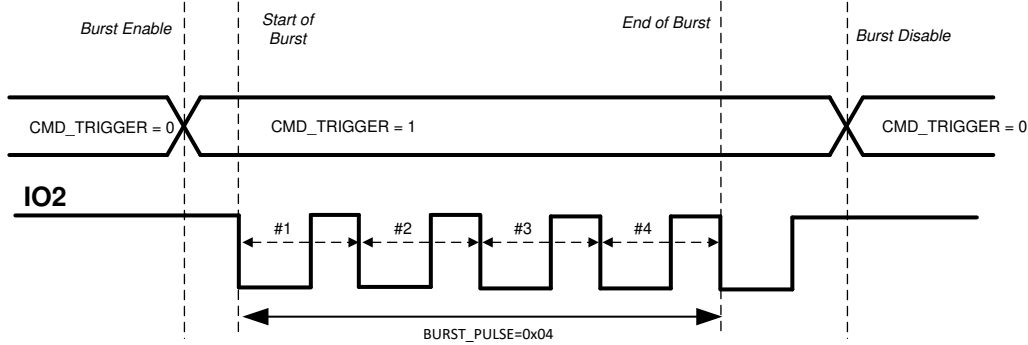 Burst Enable
Start of
Burst
End of Burst
Burst Disable
CMD_TRIGGER = 0
CMD_TRIGGER = 1
CMD_TRIGGER = 0
IO2
#1
#2
#3
#4
BURST_PULSE=0x04